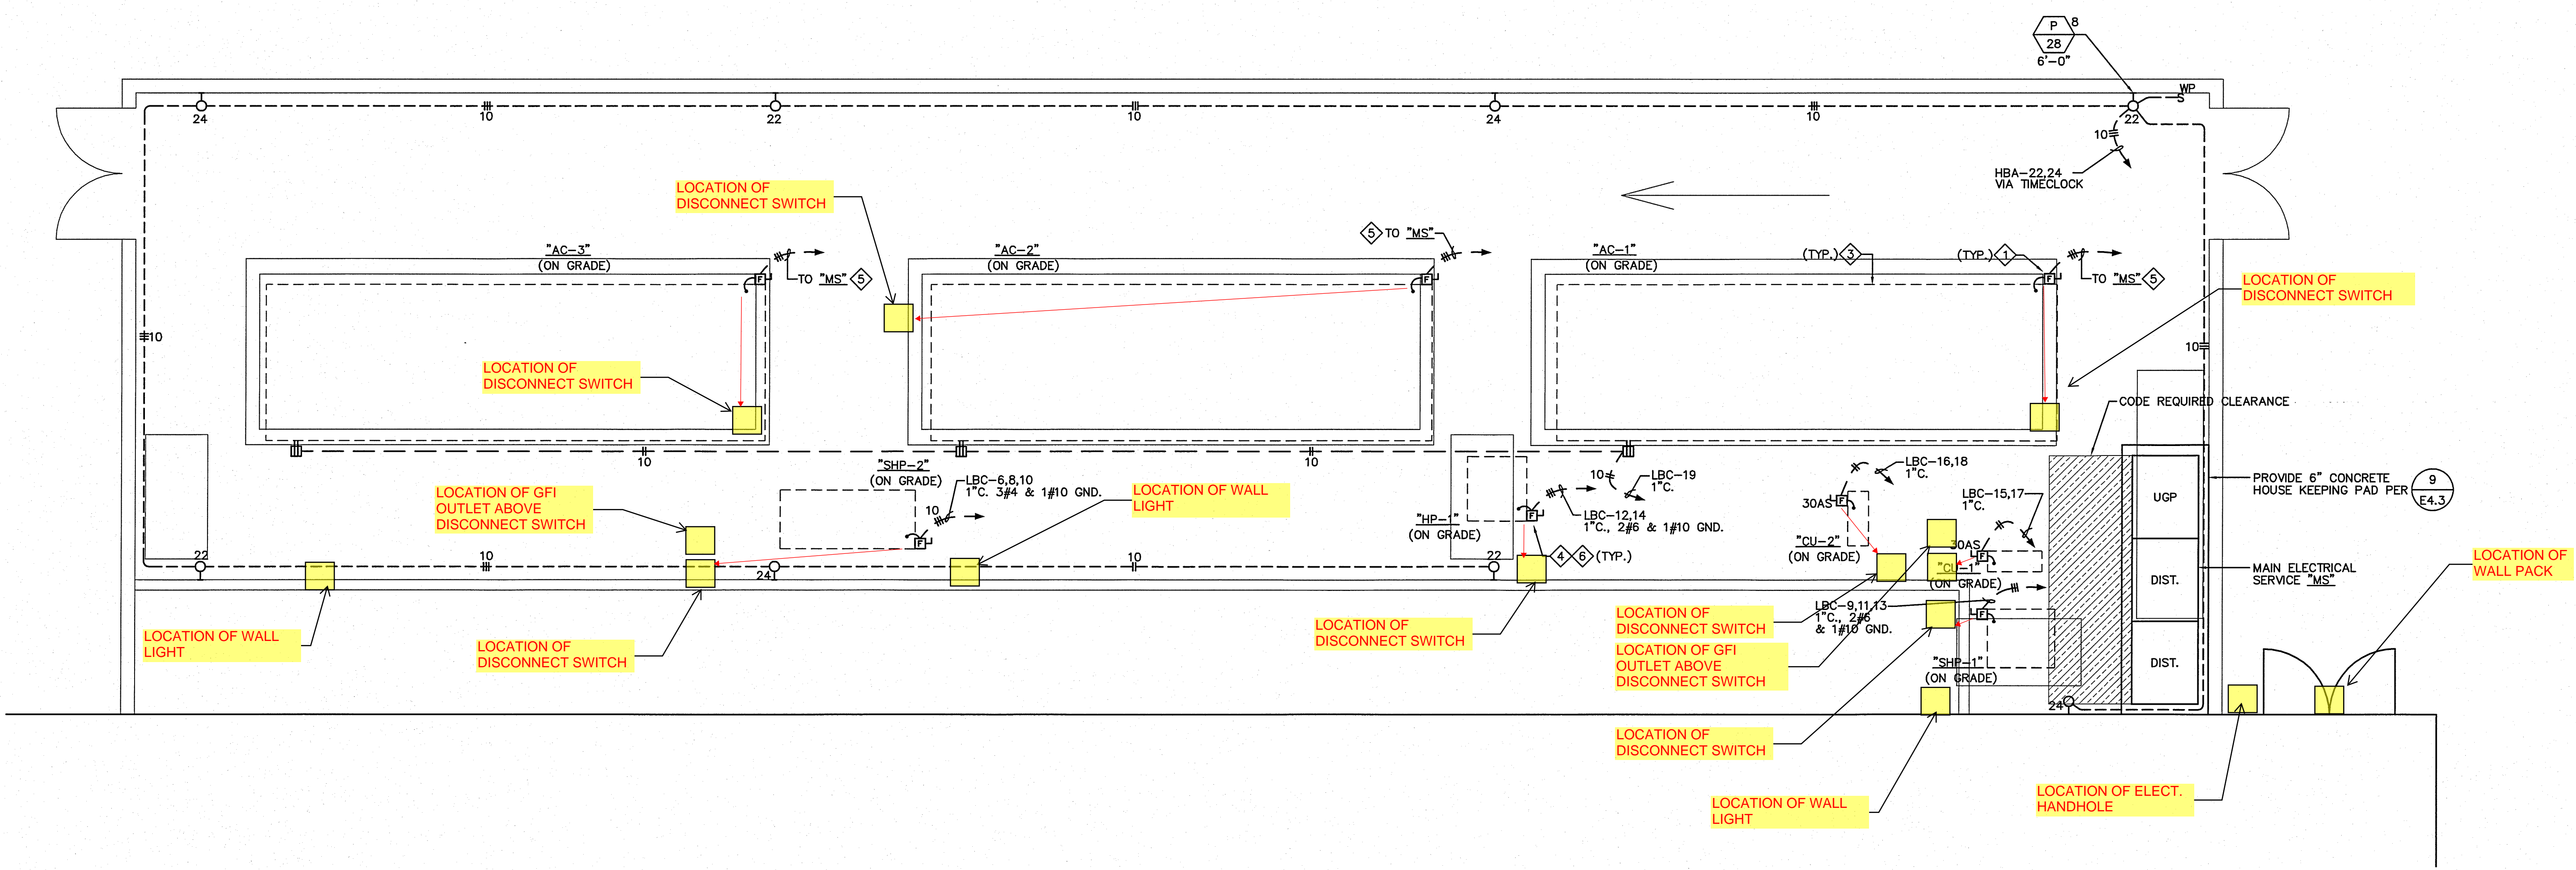 P
28
8
6'-0"
WP
S
24
10
22
10
24
10
22
10
HBA-22,24
VIA TIMECLOCK
LOCATION OF
DISCONNECT SWITCH
"AC-3"
(ON GRADE)
TO "MS" 5
"AC-2"
(ON GRADE)
5 TO "MS"
"AC-1"
(ON GRADE)
(TYP.) 3
(TYP.) 1
F
F
F
TO "MS" 5
LOCATION OF
DISCONNECT SWITCH
10
10
LOCATION OF
DISCONNECT SWITCH
CODE REQUIRED CLEARANCE
10
10
"SHP-2"
(ON GRADE)
LBC-6,8,10
1"C. 3#4 & 1#10 GND.
10
F
LOCATION OF GFI
OUTLET ABOVE
DISCONNECT SWITCH
LOCATION OF WALL
LIGHT
10
LBC-19
1"C.
"HP-1"
(ON GRADE)
F
LBC-12,14
1"C., 2#6 & 1#10 GND.
4 6 (TYP.)
LBC-16,18
1"C.
30AS
F
"CU-2"
(ON GRADE)
LBC-15,17
1"C.
30AS
F
"CU-1"
(ON GRADE)
UGP
DIST.
DIST.
PROVIDE 6" CONCRETE
HOUSE KEEPING PAD PER
9
E4.3
MAIN ELECTRICAL
SERVICE "MS"
LOCATION OF
WALL PACK
22
10
24
10
22
LBC-9,11,13
1"C., 2#6
& 1#10 GND.
F
"SHP-1"
(ON GRADE)
24
LOCATION OF WALL
LIGHT
LOCATION OF
DISCONNECT SWITCH
LOCATION OF
DISCONNECT SWITCH
LOCATION OF
DISCONNECT SWITCH
LOCATION OF GFI
OUTLET ABOVE
DISCONNECT SWITCH
LOCATION OF
DISCONNECT SWITCH
LOCATION OF WALL
LIGHT
LOCATION OF ELECT.
HANDHOLE